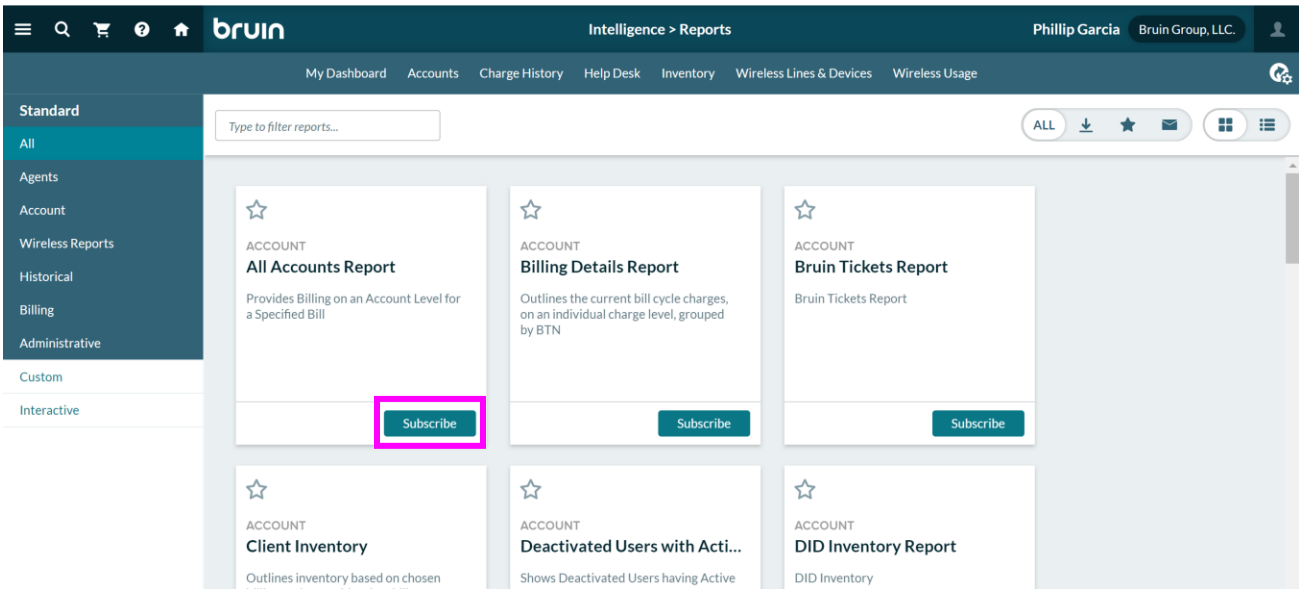 bruin
Intelligence > Reports
Phillip Garcia
Bruin Group, LLC.
My Dashboard
Accounts
Charge History
Help Desk
Inventory
Wireless Lines & Devices
Wireless Usage
Standard
All
Agents
Account
Wireless Reports
Historical
Billing
Administrative
Custom
Interactive
Type to filter reports...
ALL
ACCOUNT
All Accounts Report
Provides Billing on an Account Level for
a Specified Bill
Subscribe
ACCOUNT
Billing Details Report
Outlines the current bill cycle charges,
on an individual charge level, grouped
by BTN
Subscribe
ACCOUNT
Bruin Tickets Report
Bruin Tickets Report
Subscribe
ACCOUNT
Client Inventory
Outlines inventory based on chosen
ACCOUNT
Deactivated Users with Acti...
Shows Deactivated Users having Active
ACCOUNT
DID Inventory Report
DID Inventory